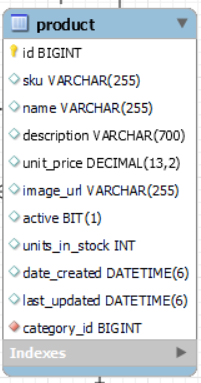 product
id BIGINT
sku VARCHAR(255)
name VARCHAR(255)
description VARCHAR(700)
unit_price DECIMAL(13,2)
image_url VARCHAR(255)
active BIT(1)
units_in_stock INT
date_created DATETIME(6)
last_updated DATETIME(6)
category_id BIGINT
Indexes